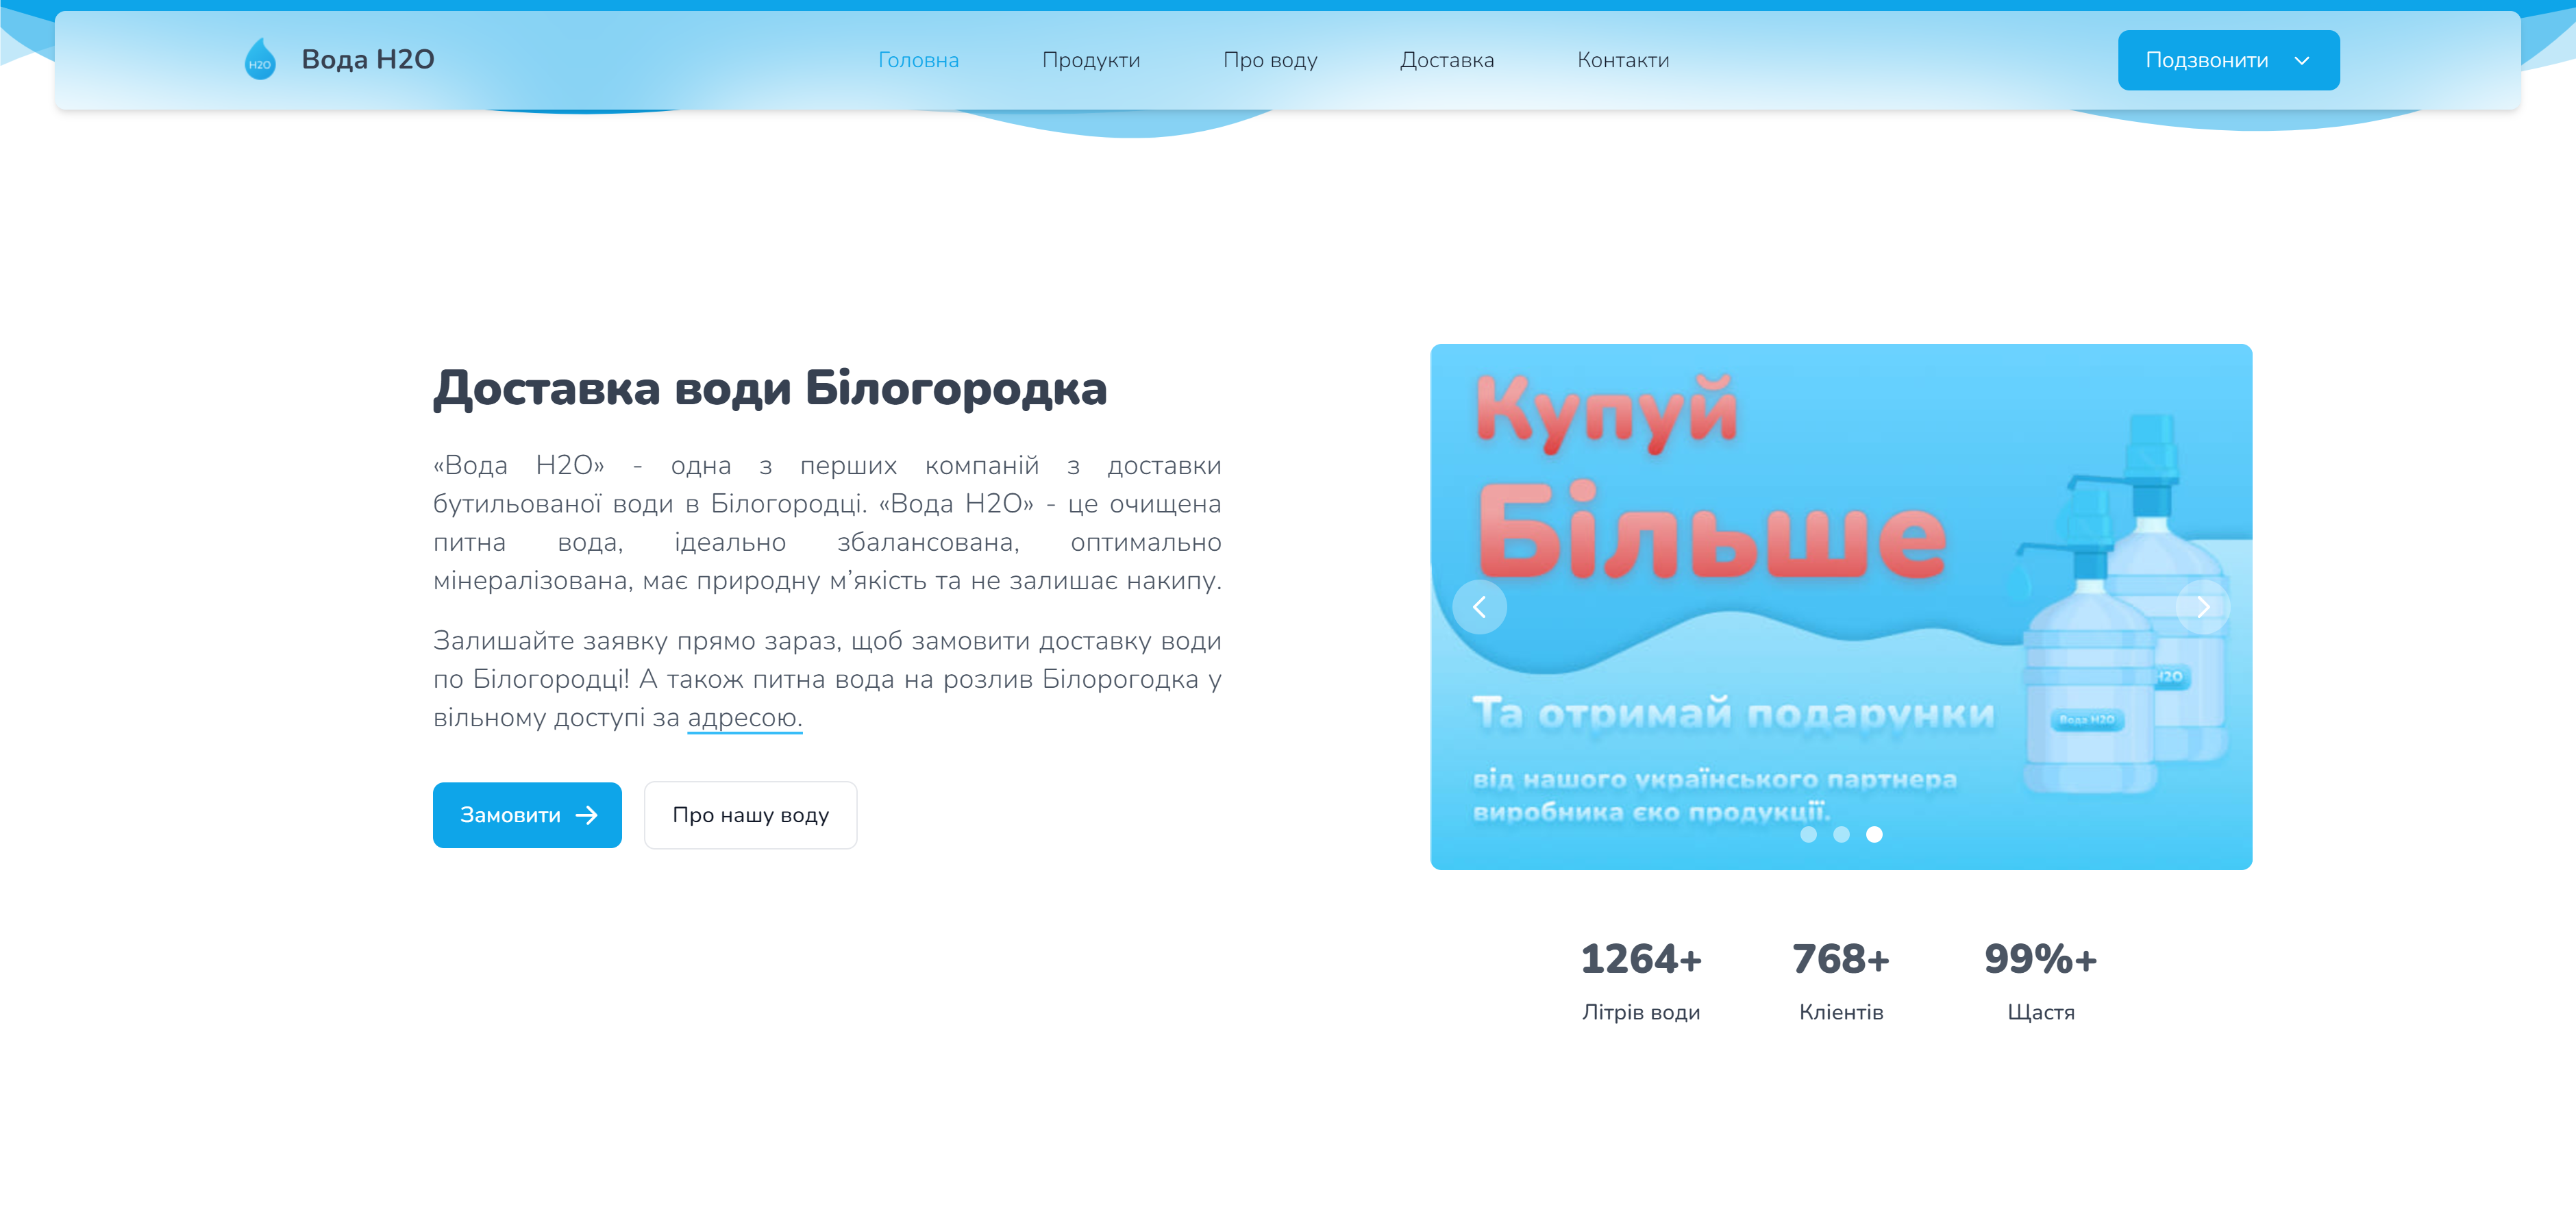 H2O
Вода H2O
Головна
Продукти
Про воду
Доставка
Контакти
Подзвонити
Доставка води Білогородка
«Вода H2O» - одна з перших компаній з доставки
бутильованої води в Білогородці. «Вода H2O» - це очищена
питна вода, ідеально збалансована, оптимально
мінералізована, має природну м’якість та не залишає накипу.
Залишайте заявку прямо зараз, щоб замовити доставку води
по Білогородці! А також питна вода на розлив Білорогодка у
вільному доступі за адресою.
Замовити
Про нашу воду
Купуй
Більше
Та отримай подарунки
від нашого українського партнера
виробника єко продукції.
H2O
Вода H2O
1264+
Літрів води
768+
Клієнтів
99%+
Щастя